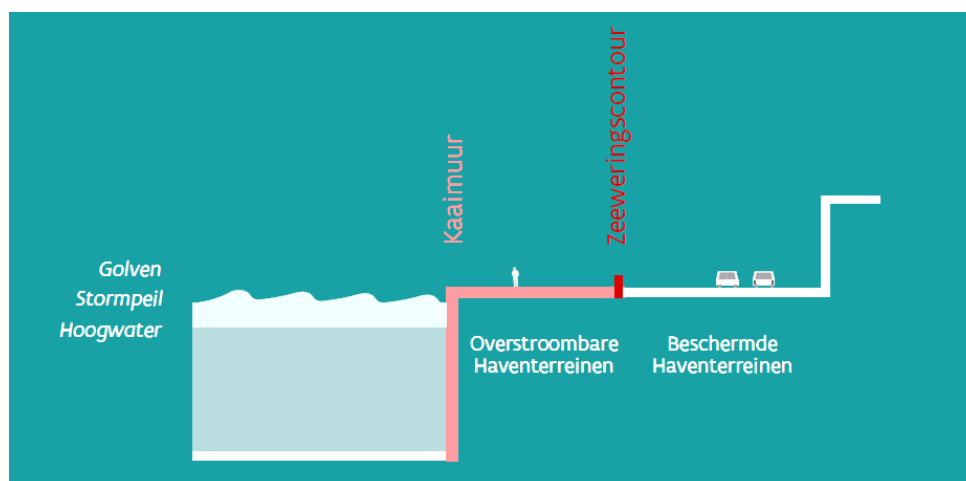 Zeeweringscontour
Kaaimuur
Golven
Stormpeil
Hoogwater
Overstroombare
Haventerreinen
Beschermde
Haventerreinen